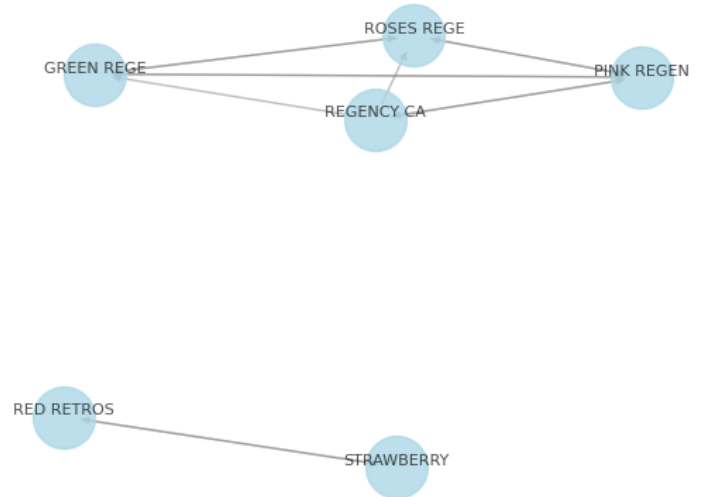 ROSES REGE
GREEN REGE
PINK REGEN
REGENCY CA
RED RETROS
STRAWBERRY